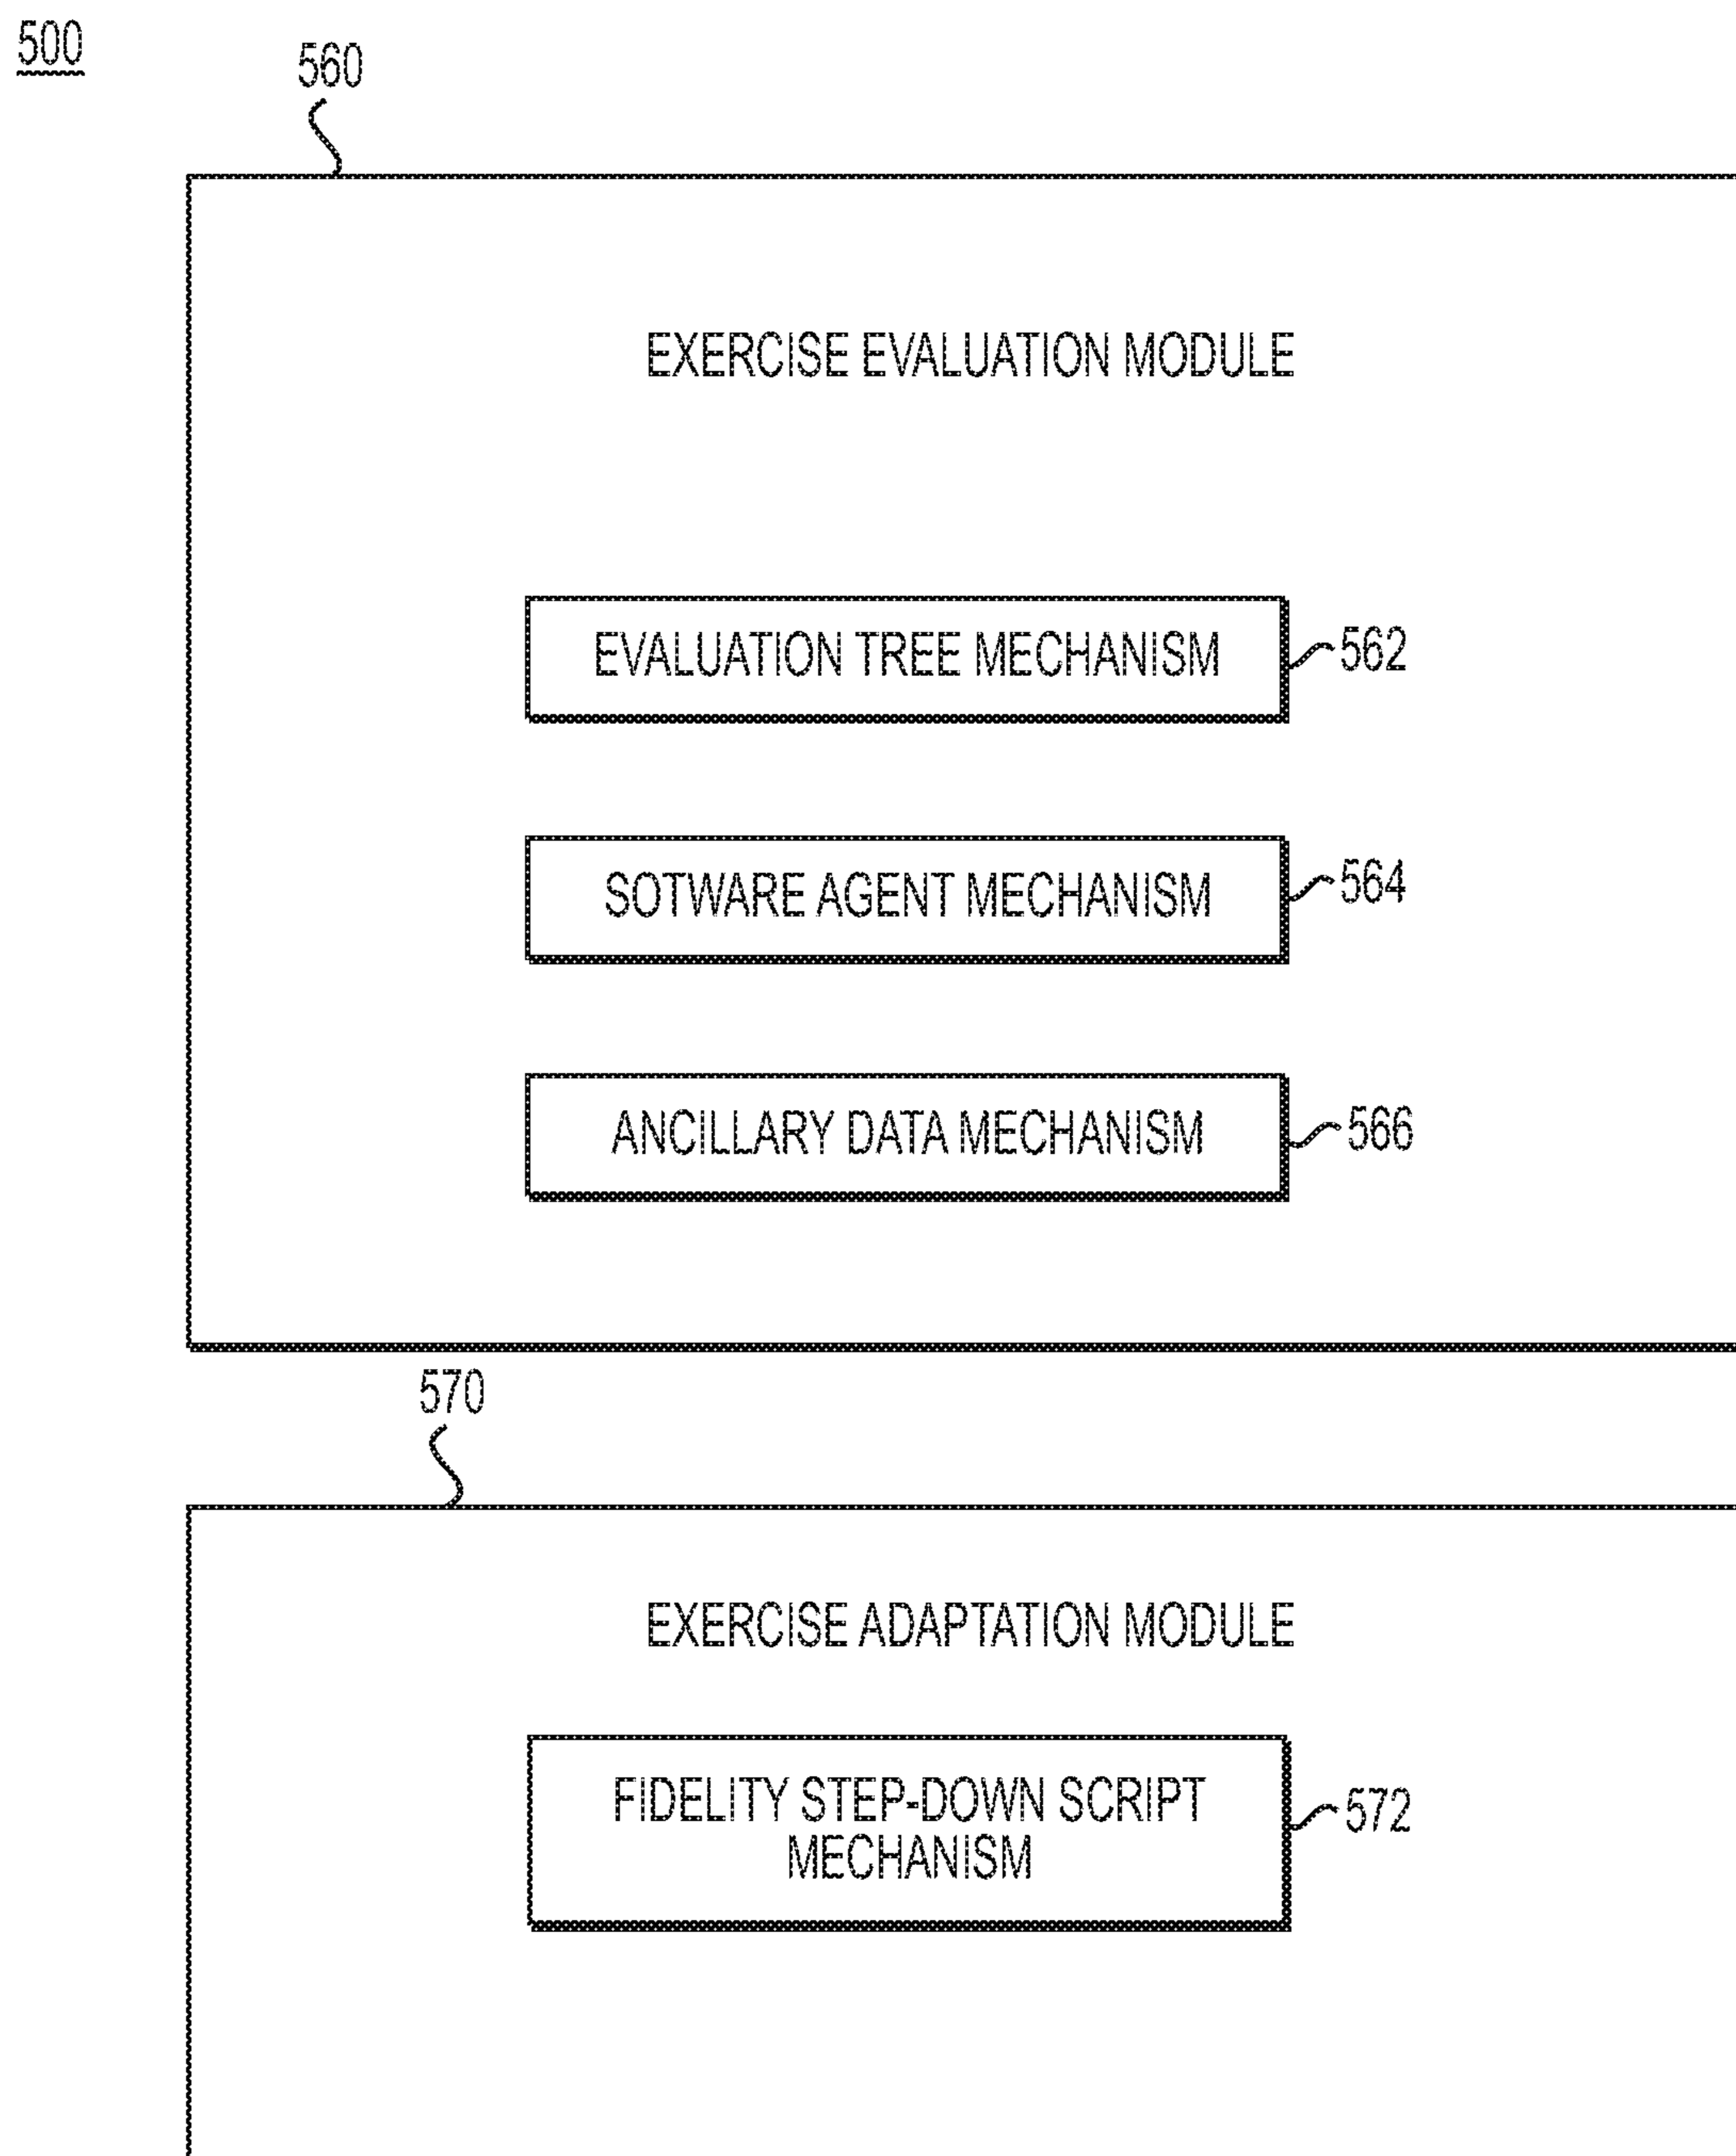 500
560
EXERCISE EVALUATION MODULE
EVALUATION TREE MECHANISM
562
SOTWARE AGENT MECHANISM
564
ANCILLARY DATA MECHANISM
566
570
EXERCISE ADAPTATION MODULE
FIDELITY STEP-DOWN SCRIPT
MECHANISM
572